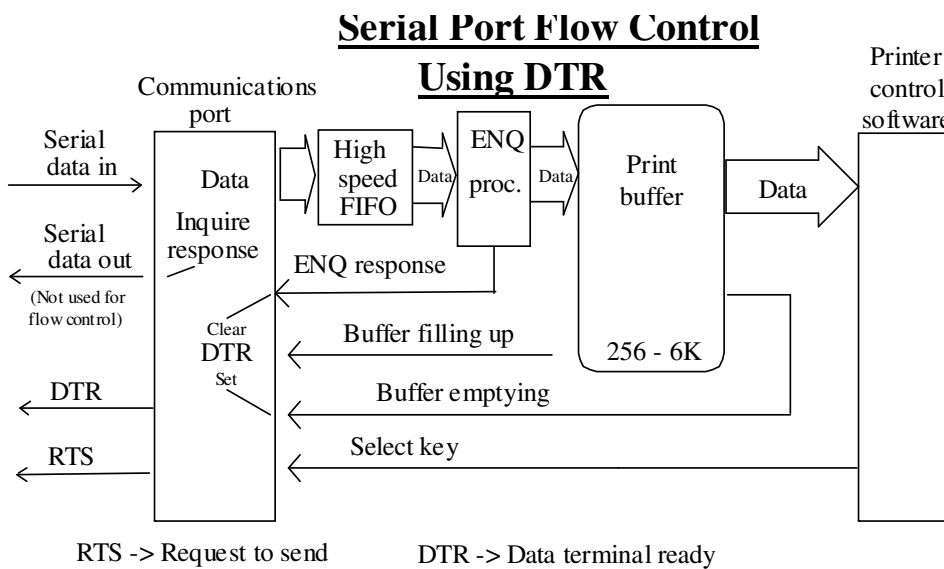 Serial Port Flow Control
Using DTR
Communications
port
Printer
control
software
Serial
data in
Data
High
speed
FIFO
Data
ENQ
proc.
Data
Print
buffer
Data
Inquire
response
Serial
data out
(Not used for
flow control)
ENQ response
Clear
DTR
Set
Buffer filling up
256 - 6K
DTR
Buffer emptying
RTS
Select key
RTS -> Request to send
DTR -> Data terminal ready